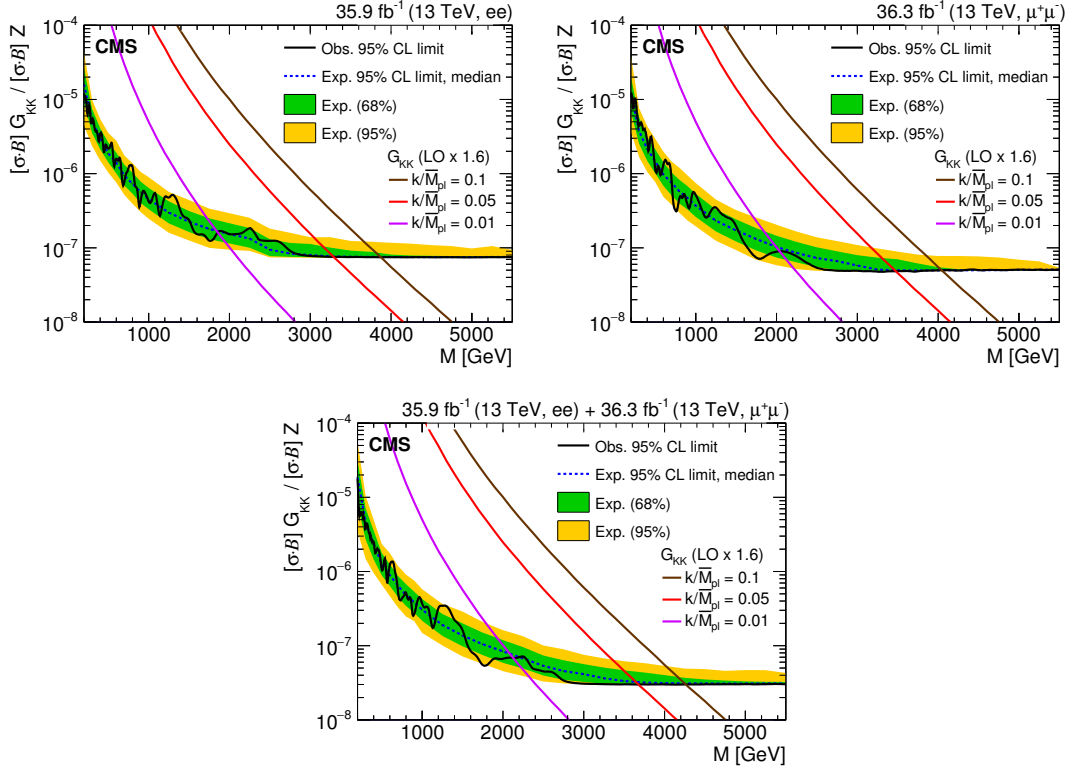 35.9 fb⁻¹ (13 TeV, ee)
[σ·B] G_KK / [σ·B] Z
10⁻⁴
10⁻⁵
10⁻⁶
10⁻⁷
10⁻⁸
CMS
Obs. 95% CL limit
Exp. 95% CL limit, median
Exp. (68%)
Exp. (95%)
G_KK (LO x 1.6)
k/M̅_pl = 0.1
k/M̅_pl = 0.05
k/M̅_pl = 0.01
1000 2000 3000 4000 5000
M [GeV]
36.3 fb⁻¹ (13 TeV, μ⁺μ⁻)
[σ·B] G_KK / [σ·B] Z
10⁻⁴
10⁻⁵
10⁻⁶
10⁻⁷
10⁻⁸
CMS
Obs. 95% CL limit
Exp. 95% CL limit, median
Exp. (68%)
Exp. (95%)
G_KK (LO x 1.6)
k/M̅_pl = 0.1
k/M̅_pl = 0.05
k/M̅_pl = 0.01
1000 2000 3000 4000 5000
M [GeV]
35.9 fb⁻¹ (13 TeV, ee) + 36.3 fb⁻¹ (13 TeV, μ⁺μ⁻)
[σ·B] G_KK / [σ·B] Z
10⁻⁴
10⁻⁵
10⁻⁶
10⁻⁷
10⁻⁸
CMS
Obs. 95% CL limit
Exp. 95% CL limit, median
Exp. (68%)
Exp. (95%)
G_KK (LO x 1.6)
k/M̅_pl = 0.1
k/M̅_pl = 0.05
k/M̅_pl = 0.01
1000 2000 3000 4000 5000
M [GeV]